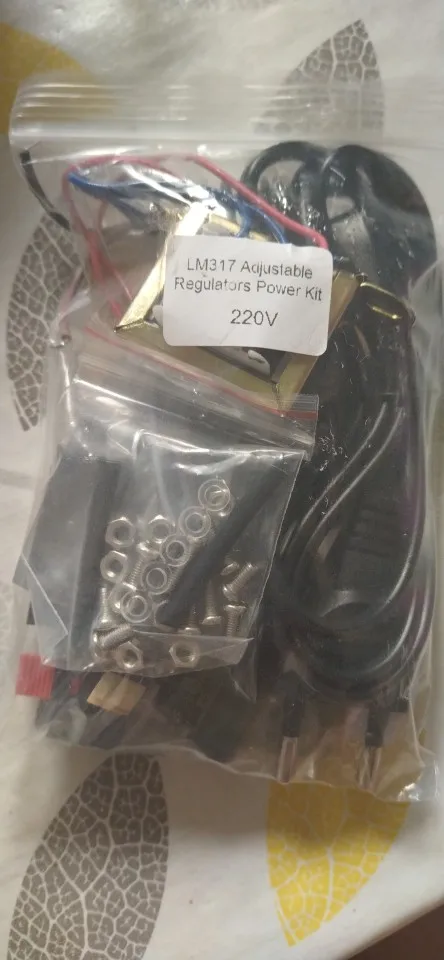 LM317 Adjustable
Regulators Power Kit
220V